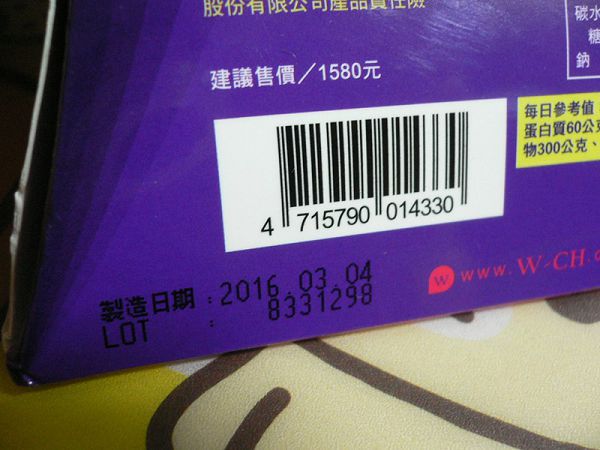 股份有限公司產品責任險
建議售價／1580元
碳水
糖
鈉
每日參考值
蛋白質60公
物300公克、
4 715790 014330
製造日期：2016.03.04
LOT : 8331298
www.W-CH.